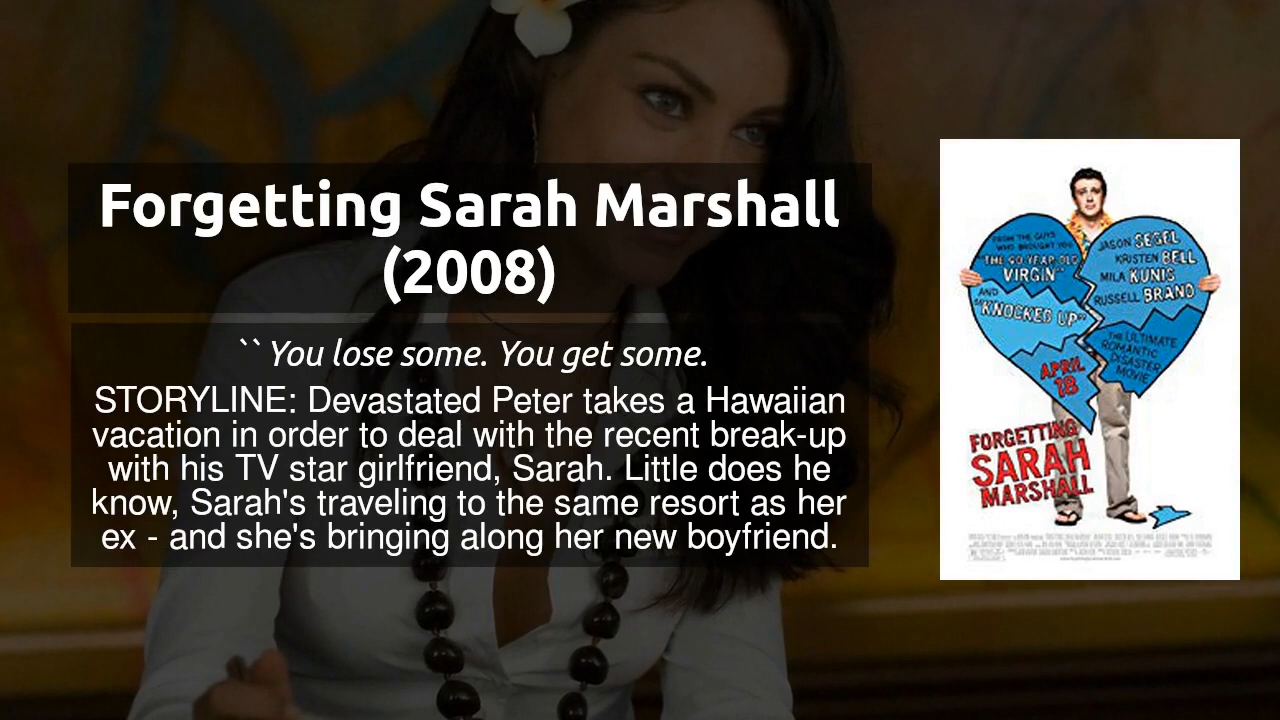 Forgetting Sarah Marshall
(2008)
`` You lose some. You get some.
STORYLINE: Devastated Peter takes a Hawaiian
vacation in order to deal with the recent break-up
with his TV star girlfriend, Sarah. Little does he
know, Sarah's traveling to the same resort as her
ex - and she's bringing along her new boyfriend.
FROM THE GUYS
WHO BROUGHT YOU
"THE 40 YEAR-OLD
VIRGIN"
AND
"KNOCKED UP"
JASON SEGEL
KRISTEN BELL
MILA KUNIS
RUSSELL BRAND
THE ULTIMATE
ROMANTIC
DISASTER
MOVIE
APRIL
18
FORGETTING
SARAH
MARSHALL